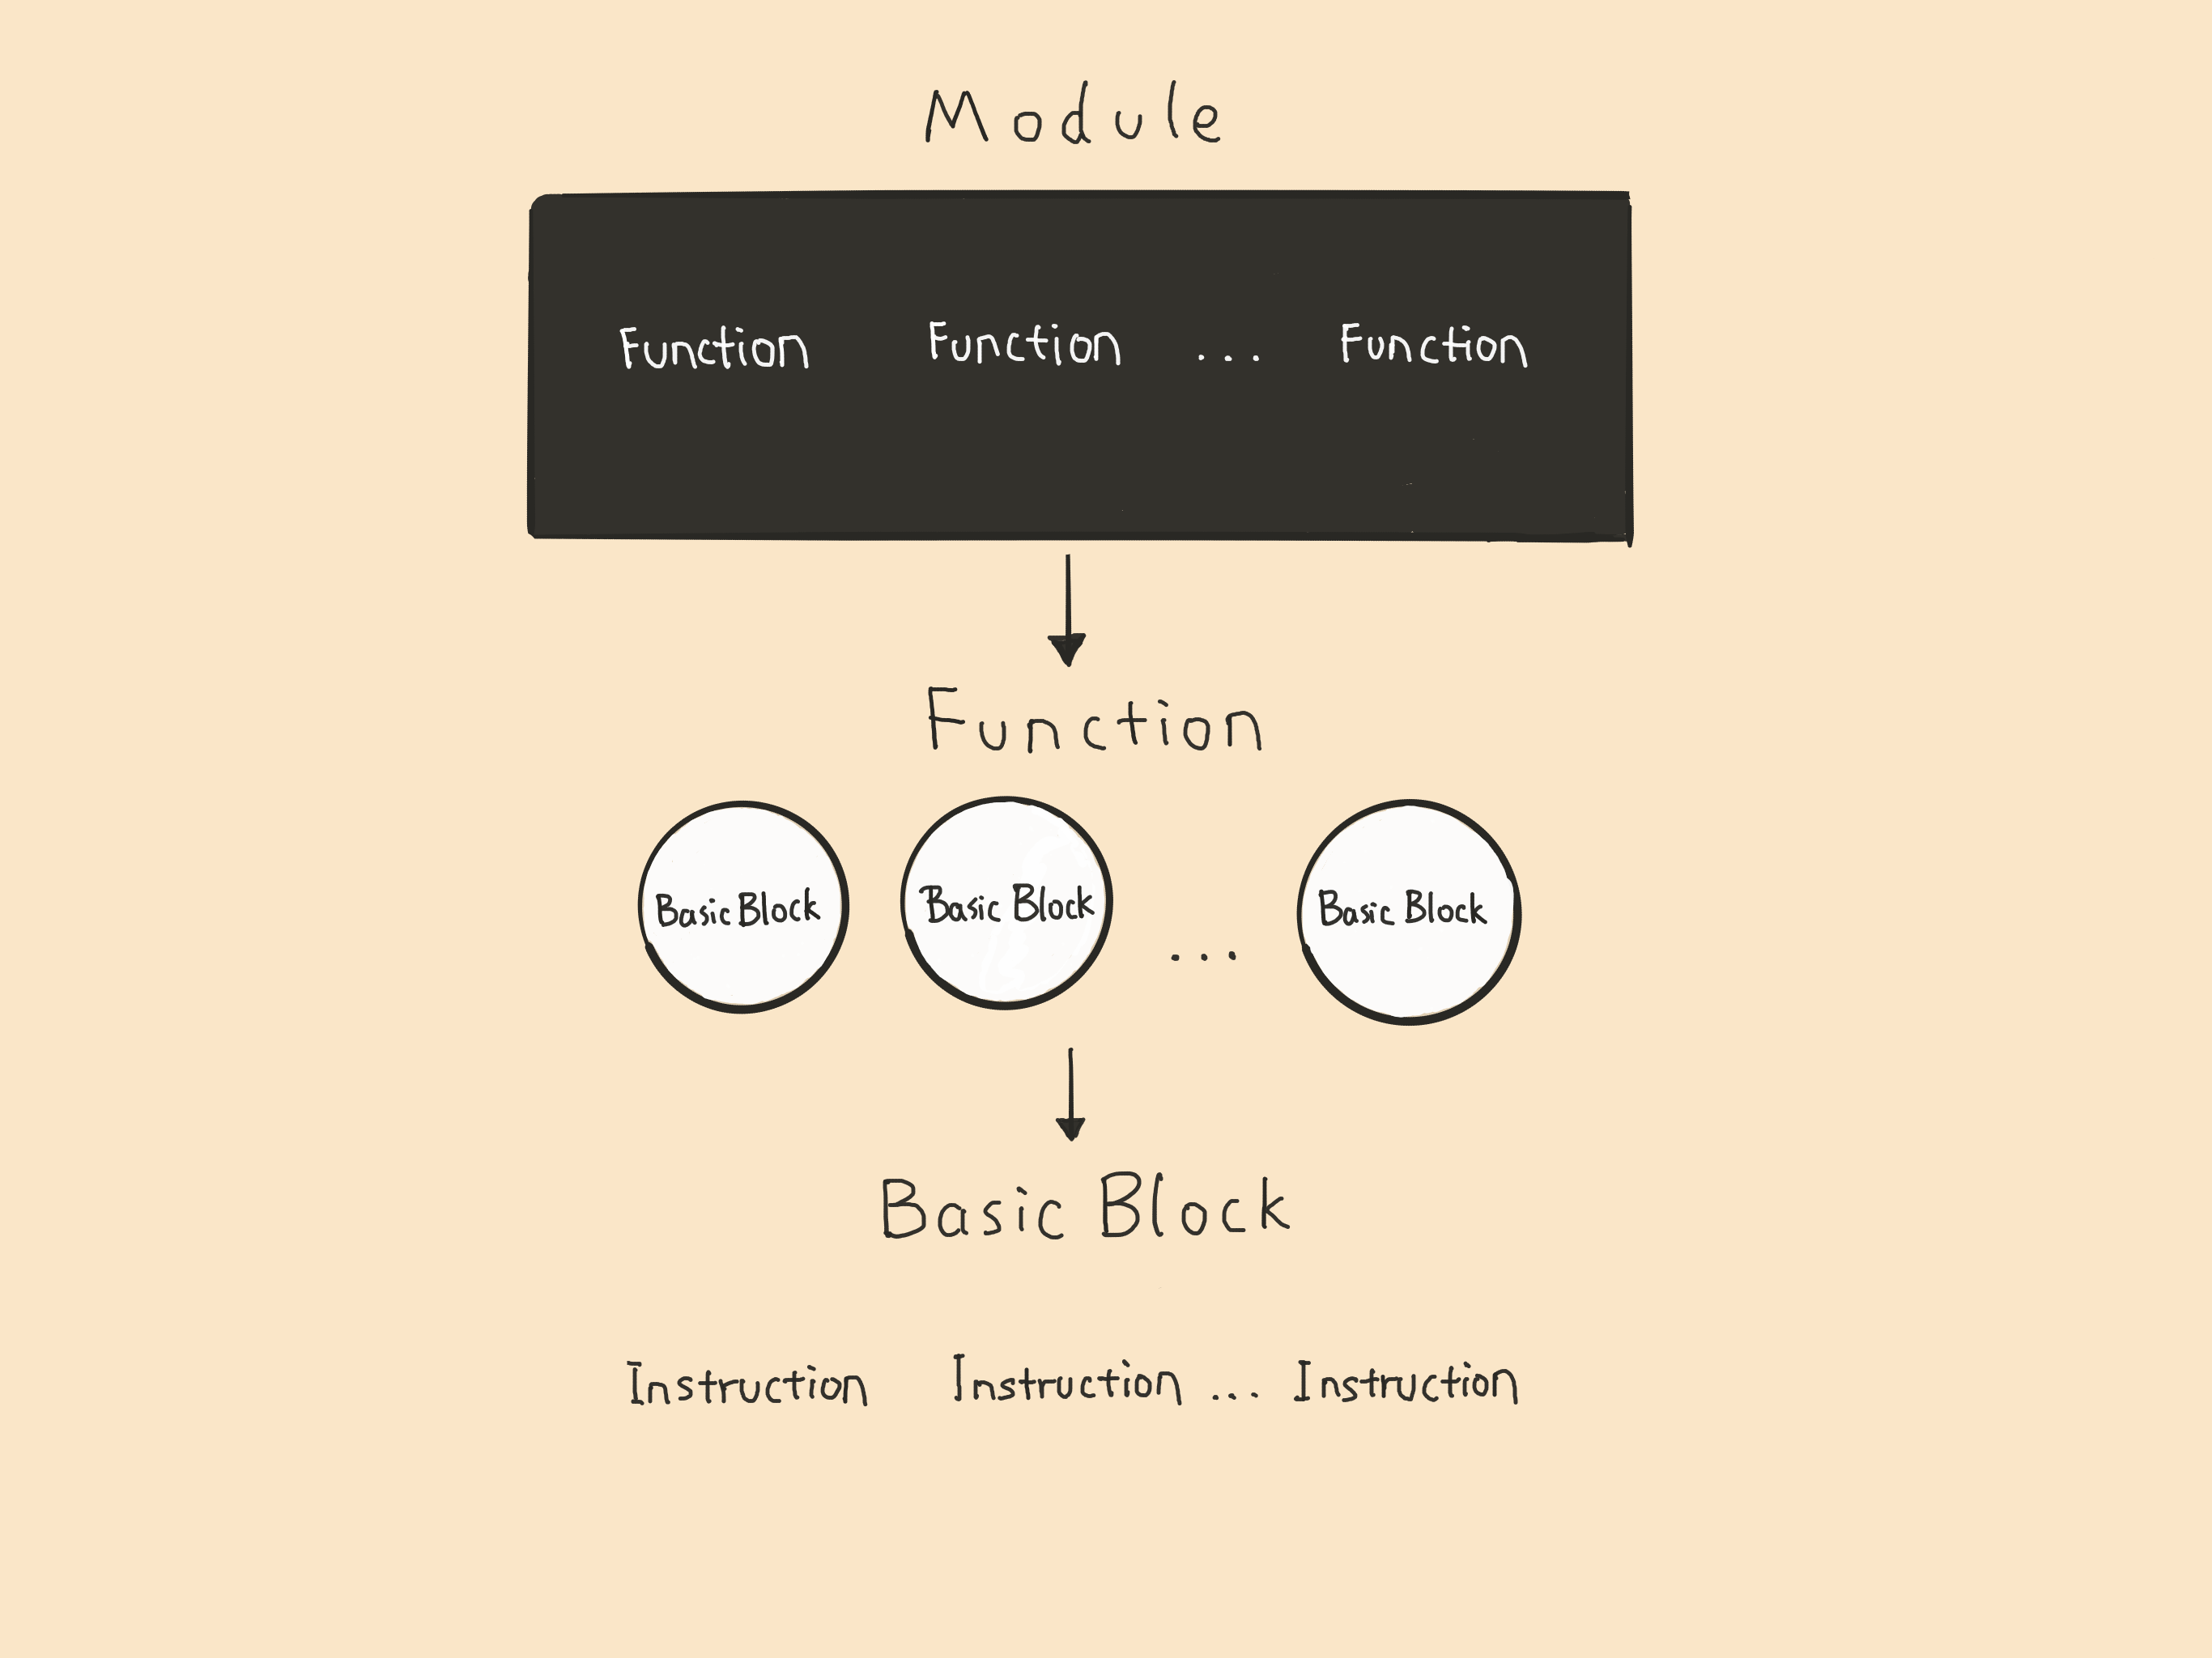 Module
Function Function ... Function
Function
Basic Block Basic Block ... Basic Block
Basic Block
Instruction Instruction ... Instruction